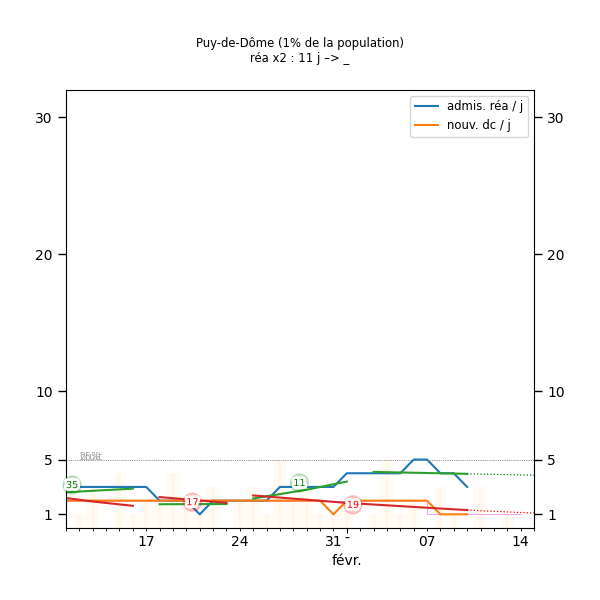 Puy-de-Dôme (1% de la population)
réa x2 : 11 j –> _
admis. réa / j
nouv. dc / j
30 30
20 20
10 10
5 5
1 1
35
17
11
19
17 24 31 - 07 14
févr.